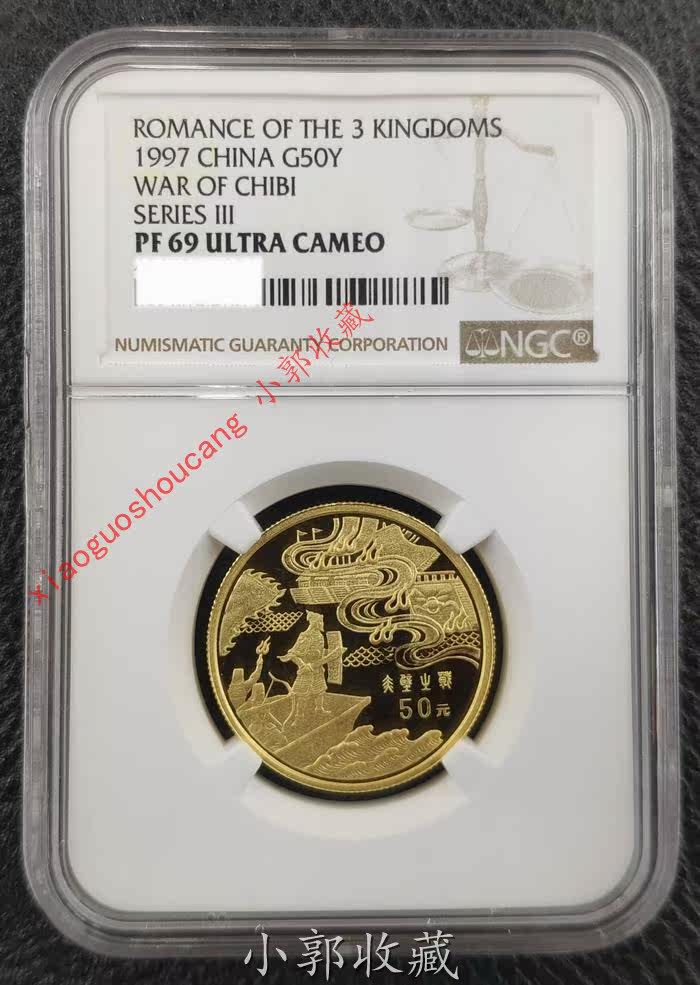 ROMANCE OF THE 3 KINGDOMS
1997 CHINA G50Y
WAR OF CHIBI
SERIES III
PF 69 ULTRA CAMEO
NUMISMATIC GUARANTY CORPORATION
NGC®
xiaoguoshoucang 小郭收藏
赤壁之戰
50元
小郭收藏